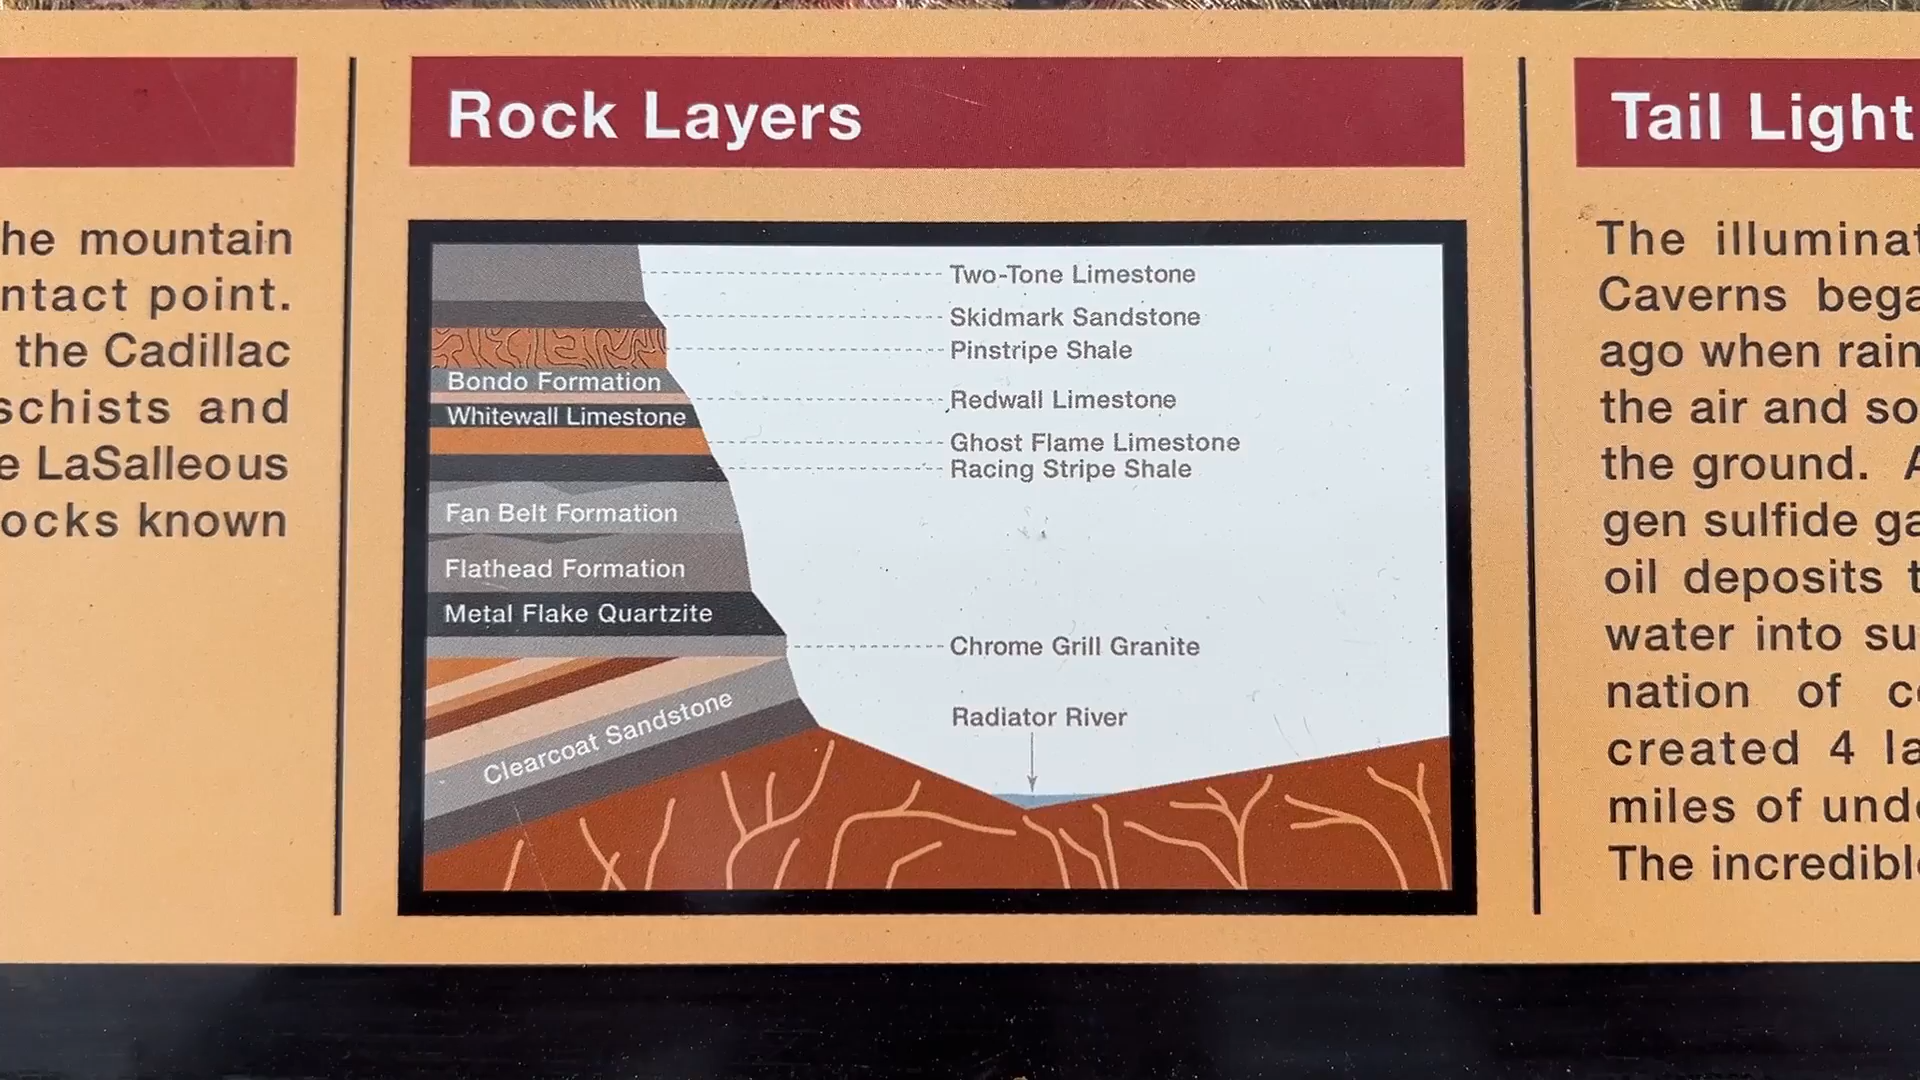 he mountain
ntact point.
the Cadillac
schists and
e LaSalleous
ocks known
Rock Layers
Two-Tone Limestone
Skidmark Sandstone
Pinstripe Shale
Bondo Formation
Redwall Limestone
Whitewall Limestone
Ghost Flame Limestone
Racing Stripe Shale
Fan Belt Formation
Flathead Formation
Metal Flake Quartzite
Chrome Grill Granite
Clearcoat Sandstone
Radiator River
Tail Light
The illuminat
Caverns bega
ago when rain
the air and so
the ground. A
gen sulfide ga
oil deposits t
water into su
nation of co
created 4 la
miles of unde
The incredible